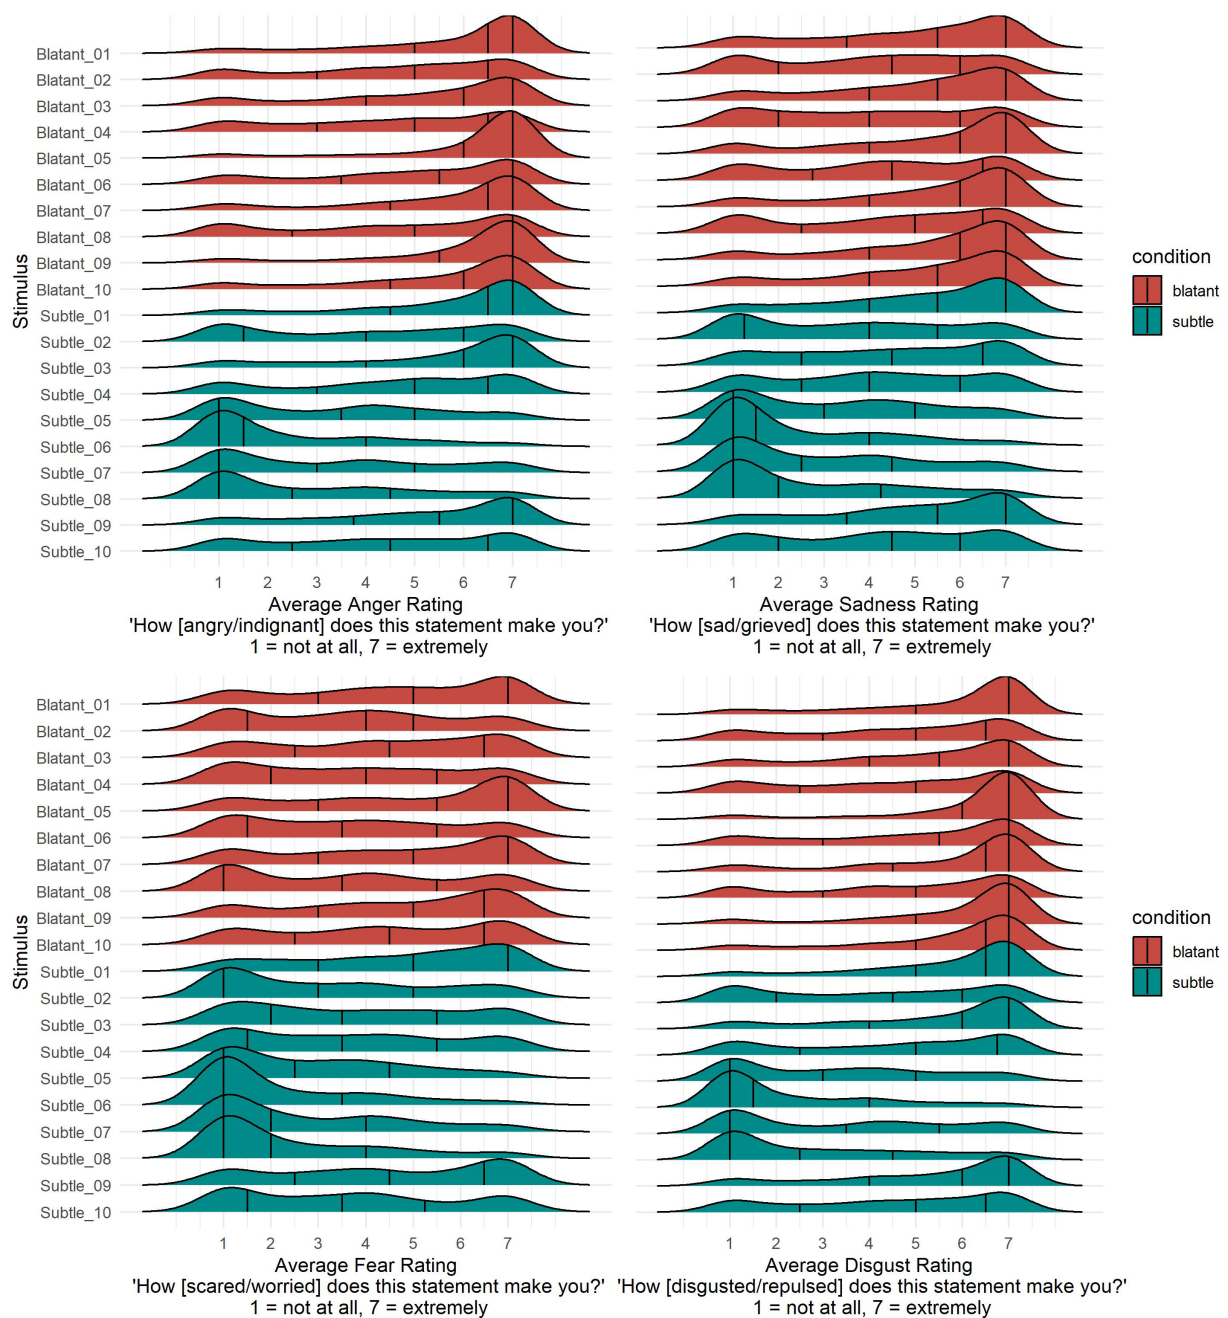 Stimulus
Blatant_01
Blatant_02
Blatant_03
Blatant_04
Blatant_05
Blatant_06
Blatant_07
Blatant_08
Blatant_09
Blatant_10
Subtle_01
Subtle_02
Subtle_03
Subtle_04
Subtle_05
Subtle_06
Subtle_07
Subtle_08
Subtle_09
Subtle_10
1 2 3 4 5 6 7
Average Anger Rating
'How [angry/indignant] does this statement make you?'
1 = not at all, 7 = extremely
1 2 3 4 5 6 7
Average Sadness Rating
'How [sad/grieved] does this statement make you?'
1 = not at all, 7 = extremely
condition
blatant
subtle
Stimulus
Blatant_01
Blatant_02
Blatant_03
Blatant_04
Blatant_05
Blatant_06
Blatant_07
Blatant_08
Blatant_09
Blatant_10
Subtle_01
Subtle_02
Subtle_03
Subtle_04
Subtle_05
Subtle_06
Subtle_07
Subtle_08
Subtle_09
Subtle_10
1 2 3 4 5 6 7
Average Fear Rating
'How [scared/worried] does this statement make you?'
1 = not at all, 7 = extremely
1 2 3 4 5 6 7
Average Disgust Rating
'How [disgusted/repulsed] does this statement make you?'
1 = not at all, 7 = extremely
condition
blatant
subtle